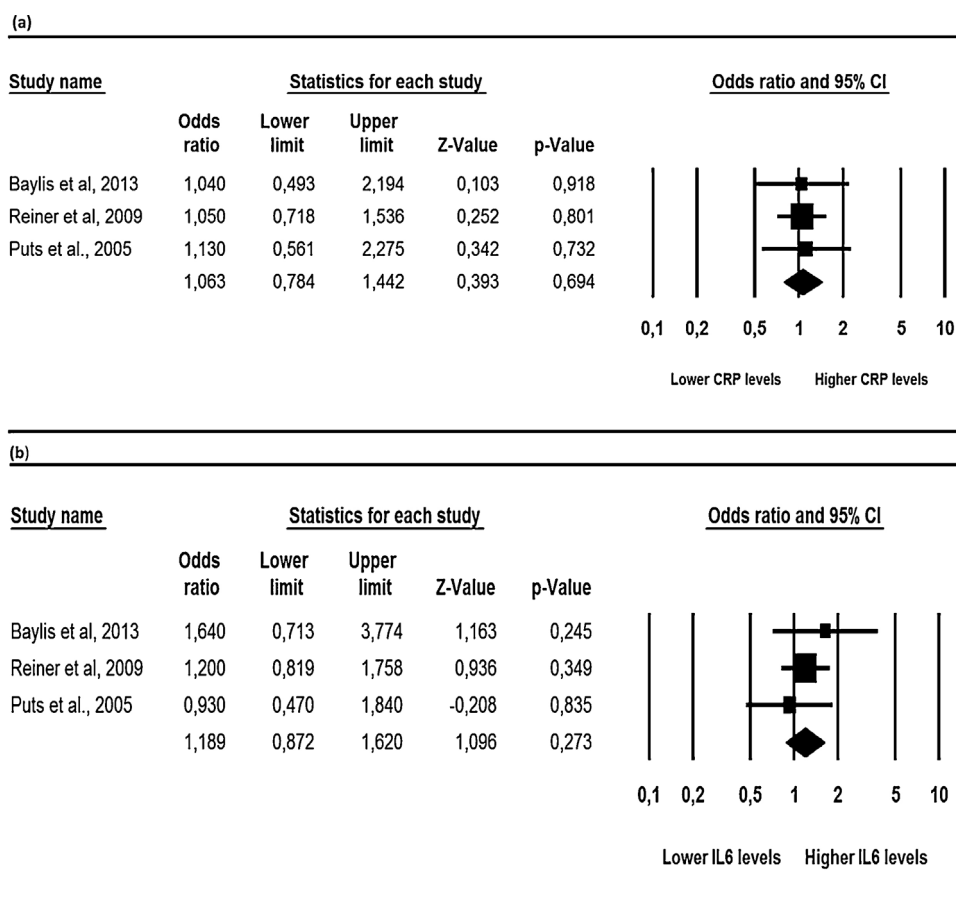 (a)
Study name Statistics for each study Odds ratio and 95% CI
Odds ratio Lower limit Upper limit Z-Value p-Value
Baylis et al, 2013 1,040 0,493 2,194 0,103 0,918
Reiner et al, 2009 1,050 0,718 1,536 0,252 0,801
Puts et al., 2005 1,130 0,561 2,275 0,342 0,732
1,063 0,784 1,442 0,393 0,694
0,1 0,2 0,5 1 2 5 10
Lower CRP levels Higher CRP levels
(b)
Study name Statistics for each study Odds ratio and 95% CI
Odds ratio Lower limit Upper limit Z-Value p-Value
Baylis et al, 2013 1,640 0,713 3,774 1,163 0,245
Reiner et al, 2009 1,200 0,819 1,758 0,936 0,349
Puts et al., 2005 0,930 0,470 1,840 -0,208 0,835
1,189 0,872 1,620 1,096 0,273
0,1 0,2 0,5 1 2 5 10
Lower IL6 levels Higher IL6 levels